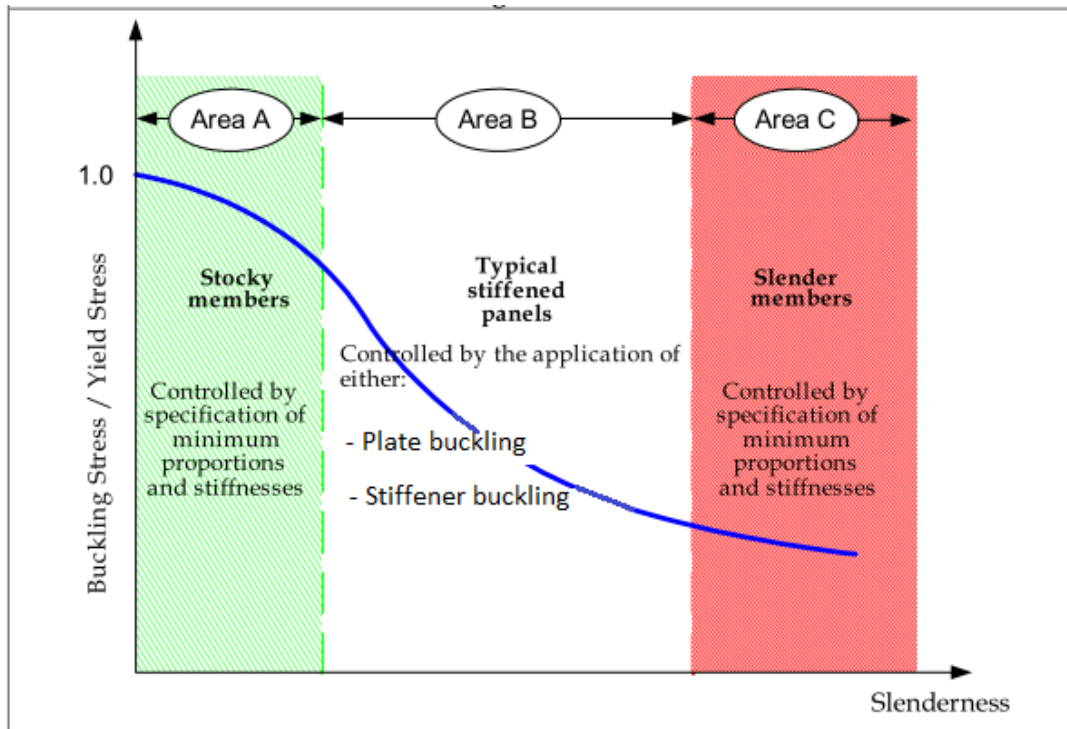 Area A
Area B
Area C
1.0
Buckling Stress / Yield Stress
Stocky
members
Controlled by
specification of
minimum
proportions
and stiffnesses
Typical
stiffened
panels
Controlled by the application of
either:
- Plate buckling
- Stiffener buckling
Slender
members
Controlled by
specification of
minimum
proportions
and stiffnesses
Slenderness